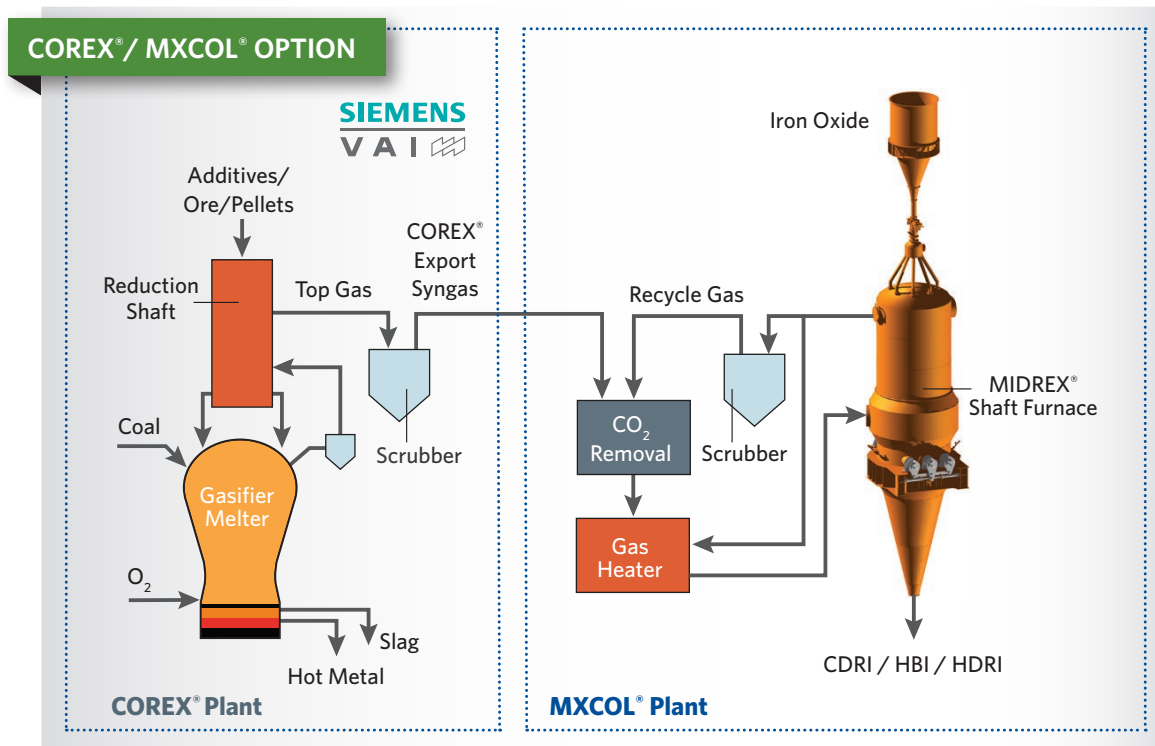 COREX®/ MXCOL® OPTION
SIEMENS
VAI
Additives/
Ore/Pellets
Reduction
Shaft
Top Gas
COREX®
Export
Syngas
Scrubber
Coal
Gasifier
Melter
O₂
Slag
Hot Metal
COREX® Plant
Iron Oxide
Recycle Gas
MIDREX®
Shaft Furnace
CO₂
Removal
Scrubber
Gas
Heater
CDRI / HBI / HDRI
MXCOL® Plant